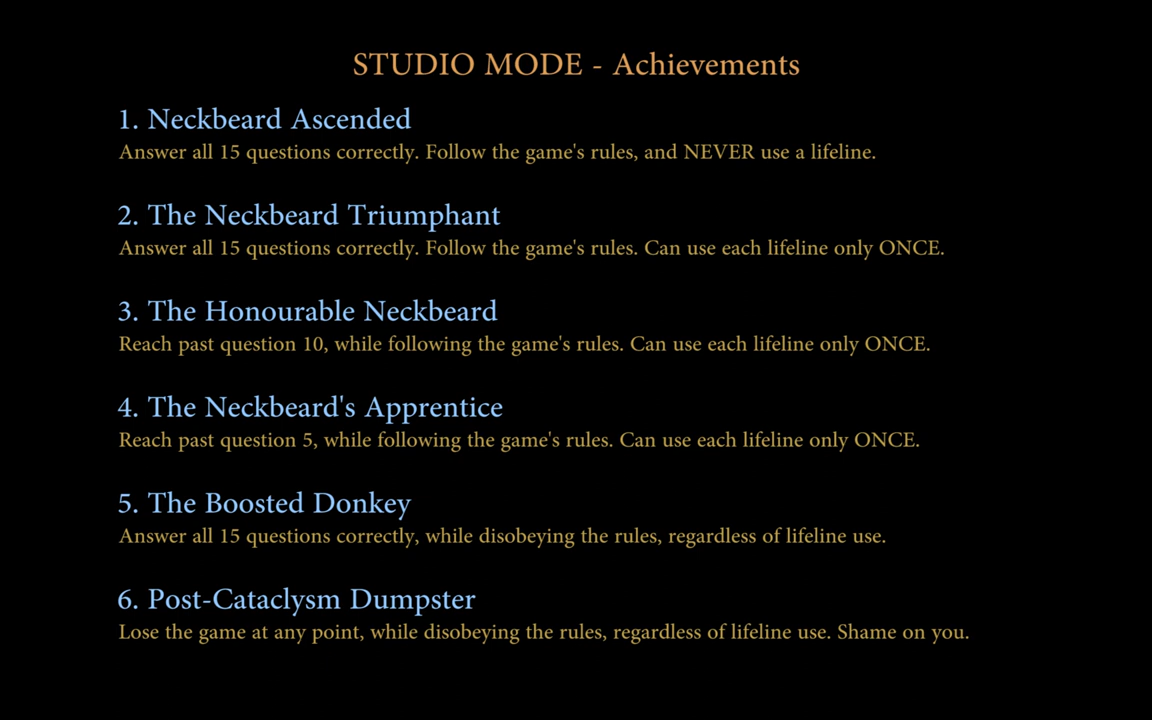 STUDIO MODE - Achievements
1. Neckbeard Ascended
Answer all 15 questions correctly. Follow the game's rules, and NEVER use a lifeline.
2. The Neckbeard Triumphant
Answer all 15 questions correctly. Follow the game's rules. Can use each lifeline only ONCE.
3. The Honourable Neckbeard
Reach past question 10, while following the game's rules. Can use each lifeline only ONCE.
4. The Neckbeard's Apprentice
Reach past question 5, while following the game's rules. Can use each lifeline only ONCE.
5. The Boosted Donkey
Answer all 15 questions correctly, while disobeying the rules, regardless of lifeline use.
6. Post-Cataclysm Dumpster
Lose the game at any point, while disobeying the rules, regardless of lifeline use. Shame on you.